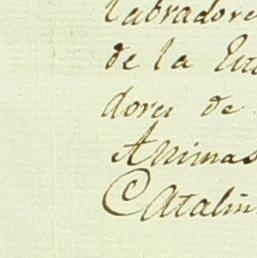 labradore
de la
dores de
Animas
Catalin